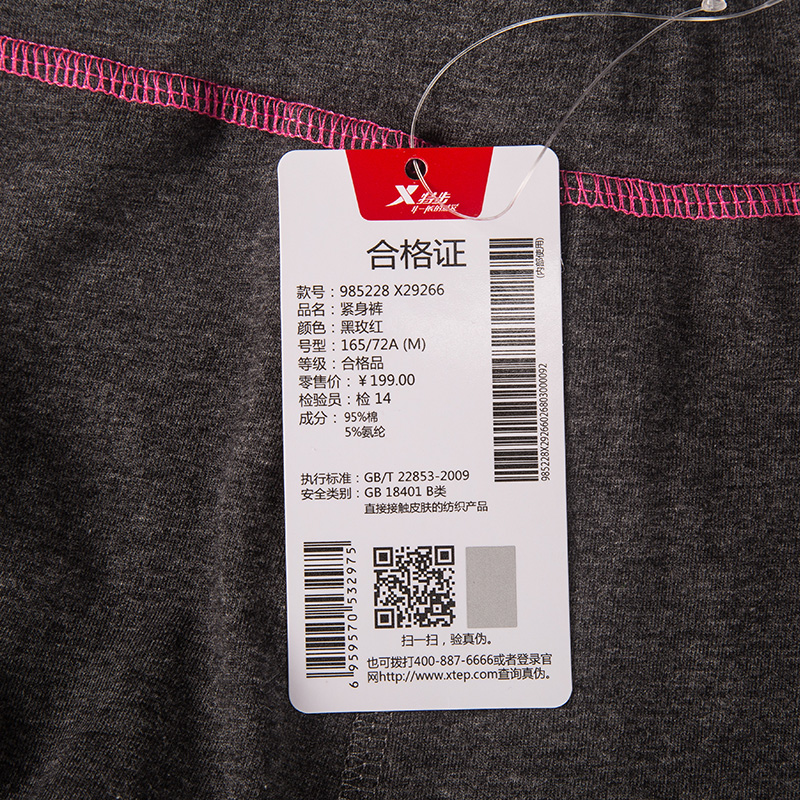 X 特步
合格证
(内部使用)
款号：985228 X29266
品名：紧身裤
颜色：黑玫红
号型：165/72A (M)
等级：合格品
零售价：￥199.00
检验员：检 14
成分：95%棉
5%氨纶
985228X29266026803000092
执行标准：GB/T 22853-2009
安全类别：GB 18401 B类
直接接触皮肤的纺织产品
6 959570 532975
扫一扫，验真伪。
也可拨打400-887-6666或者登录官
网http://www.xtep.com查询真伪。